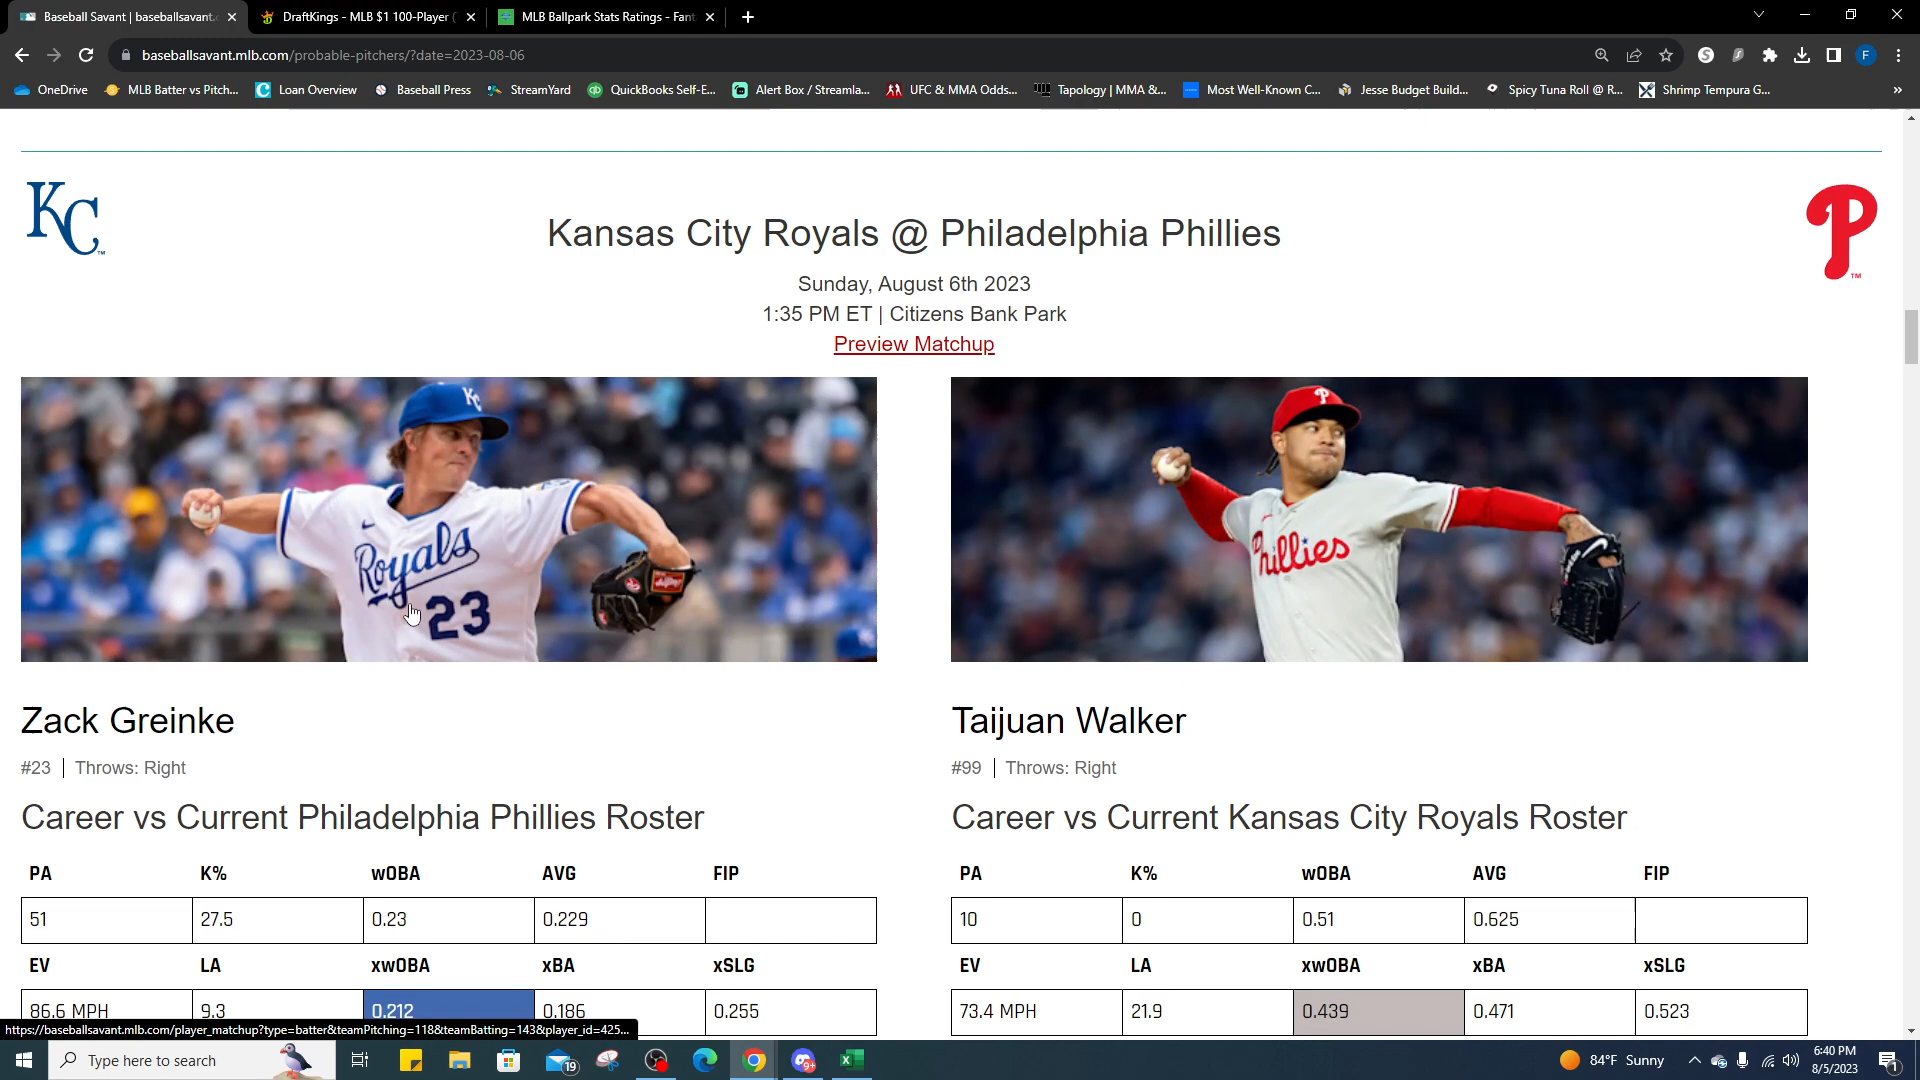 Baseball Savant | baseballsavant.
DraftKings - MLB $1 100-Player (
MLB Ballpark Stats Ratings - Fant
baseballsavant.mlb.com/probable-pitchers/?date=2023-08-06
F
OneDrive
MLB Batter vs Pitch...
Loan Overview
Baseball Press
StreamYard
QuickBooks Self-E...
Alert Box / Streamla...
UFC & MMA Odds...
Tapology | MMA &...
Most Well-Known C...
Jesse Budget Build...
Spicy Tuna Roll @ R...
Shrimp Tempura G...
»
KC
TM
Kansas City Royals @ Philadelphia Phillies
P
TM
Sunday, August 6th 2023
1:35 PM ET | Citizens Bank Park
Preview Matchup
KC
Royals
23
P
Phillies
Zack Greinke
#23 | Throws: Right
Career vs Current Philadelphia Phillies Roster
PA K% wOBA AVG FIP
51 27.5 0.23 0.229
EV LA xwOBA xBA xSLG
86.6 MPH 9.3 0.212 0.186 0.255
Taijuan Walker
#99 | Throws: Right
Career vs Current Kansas City Royals Roster
PA K% wOBA AVG FIP
10 0 0.51 0.625
EV LA xwOBA xBA xSLG
73.4 MPH 21.9 0.439 0.471 0.523
https://baseballsavant.mlb.com/player_matchup?type=batter&teamPitching=118&teamBatting=143&player_id=425...
Type here to search
19
9+
84°F Sunny
6:40 PM
8/5/2023
1